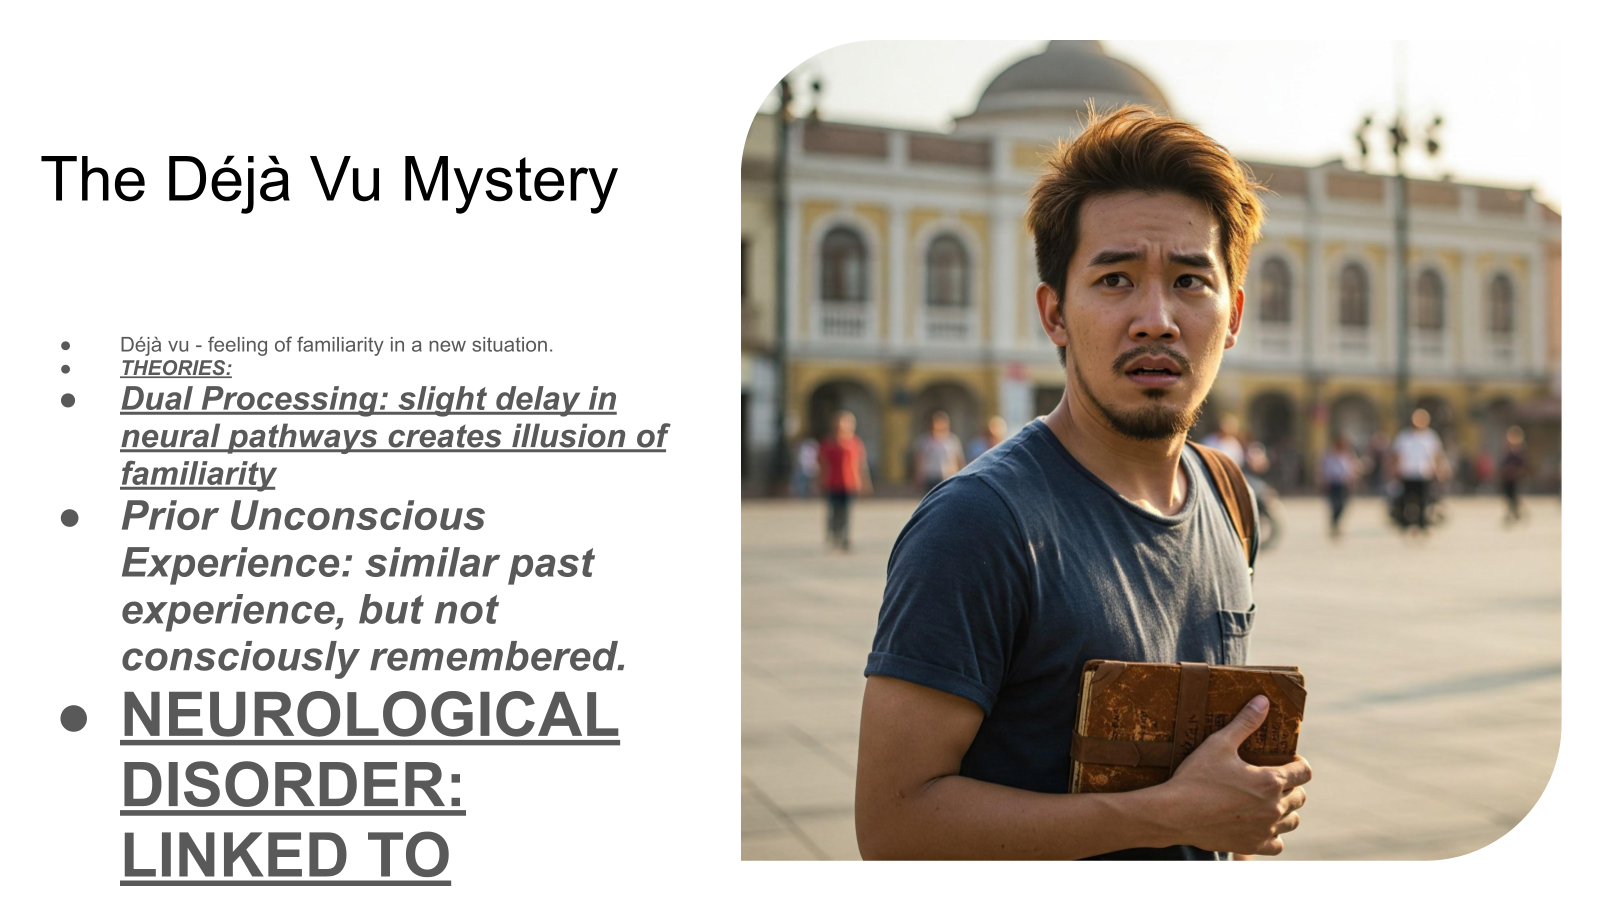 The Déjà Vu Mystery
● Déjà vu - feeling of familiarity in a new situation.
● THEORIES:
● Dual Processing: slight delay in
neural pathways creates illusion of
familiarity
● Prior Unconscious
Experience: similar past
experience, but not
consciously remembered.
● NEUROLOGICAL
DISORDER:
LINKED TO